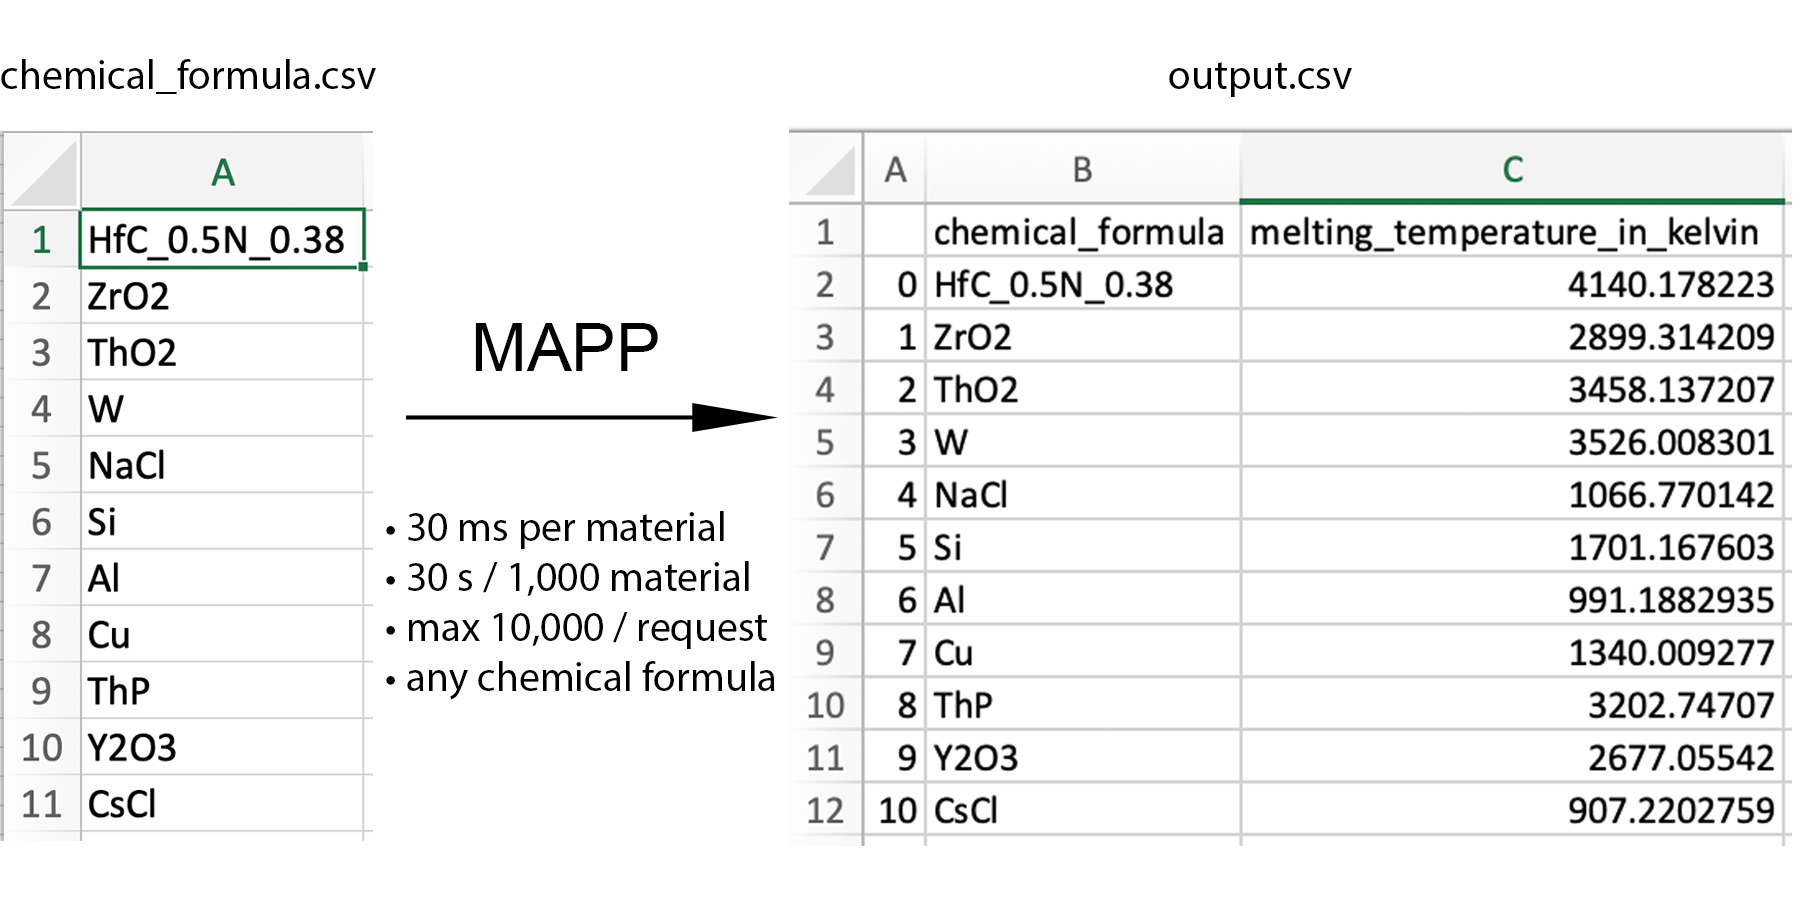 chemical_formula.csv
A
1 HfC_0.5N_0.38
2 ZrO2
3 ThO2
4 W
5 NaCl
6 Si
7 Al
8 Cu
9 ThP
10 Y2O3
11 CsCl
MAPP
• 30 ms per material
• 30 s / 1,000 material
• max 10,000 / request
• any chemical formula
output.csv
A B C
1 chemical_formula melting_temperature_in_kelvin
2 0 HfC_0.5N_0.38 4140.178223
3 1 ZrO2 2899.314209
4 2 ThO2 3458.137207
5 3 W 3526.008301
6 4 NaCl 1066.770142
7 5 Si 1701.167603
8 6 Al 991.1882935
9 7 Cu 1340.009277
10 8 ThP 3202.74707
11 9 Y2O3 2677.05542
12 10 CsCl 907.2202759